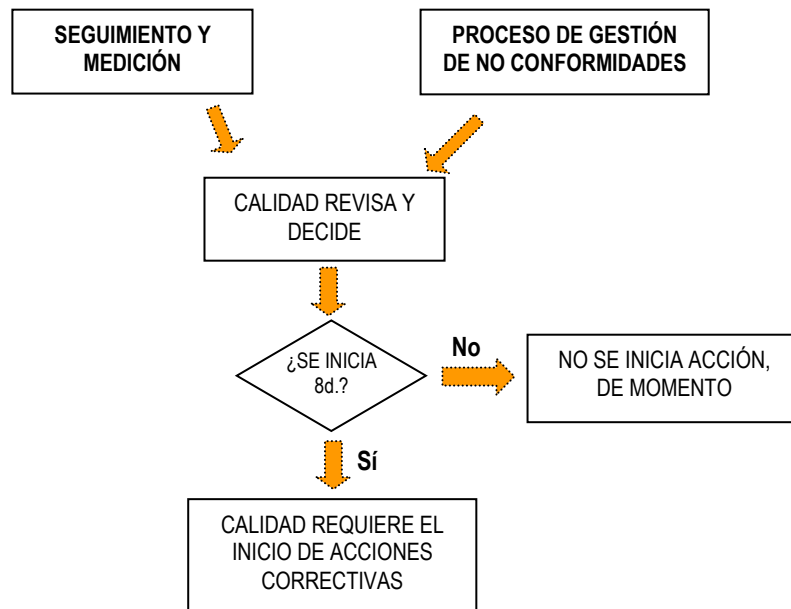 SEGUIMIENTO Y
MEDICIÓN
PROCESO DE GESTIÓN
DE NO CONFORMIDADES
CALIDAD REVISA Y
DECIDE
¿SE INICIA
8d.?
No
NO SE INICIA ACCIÓN,
DE MOMENTO
Sí
CALIDAD REQUIERE EL
INICIO DE ACCIONES
CORRECTIVAS